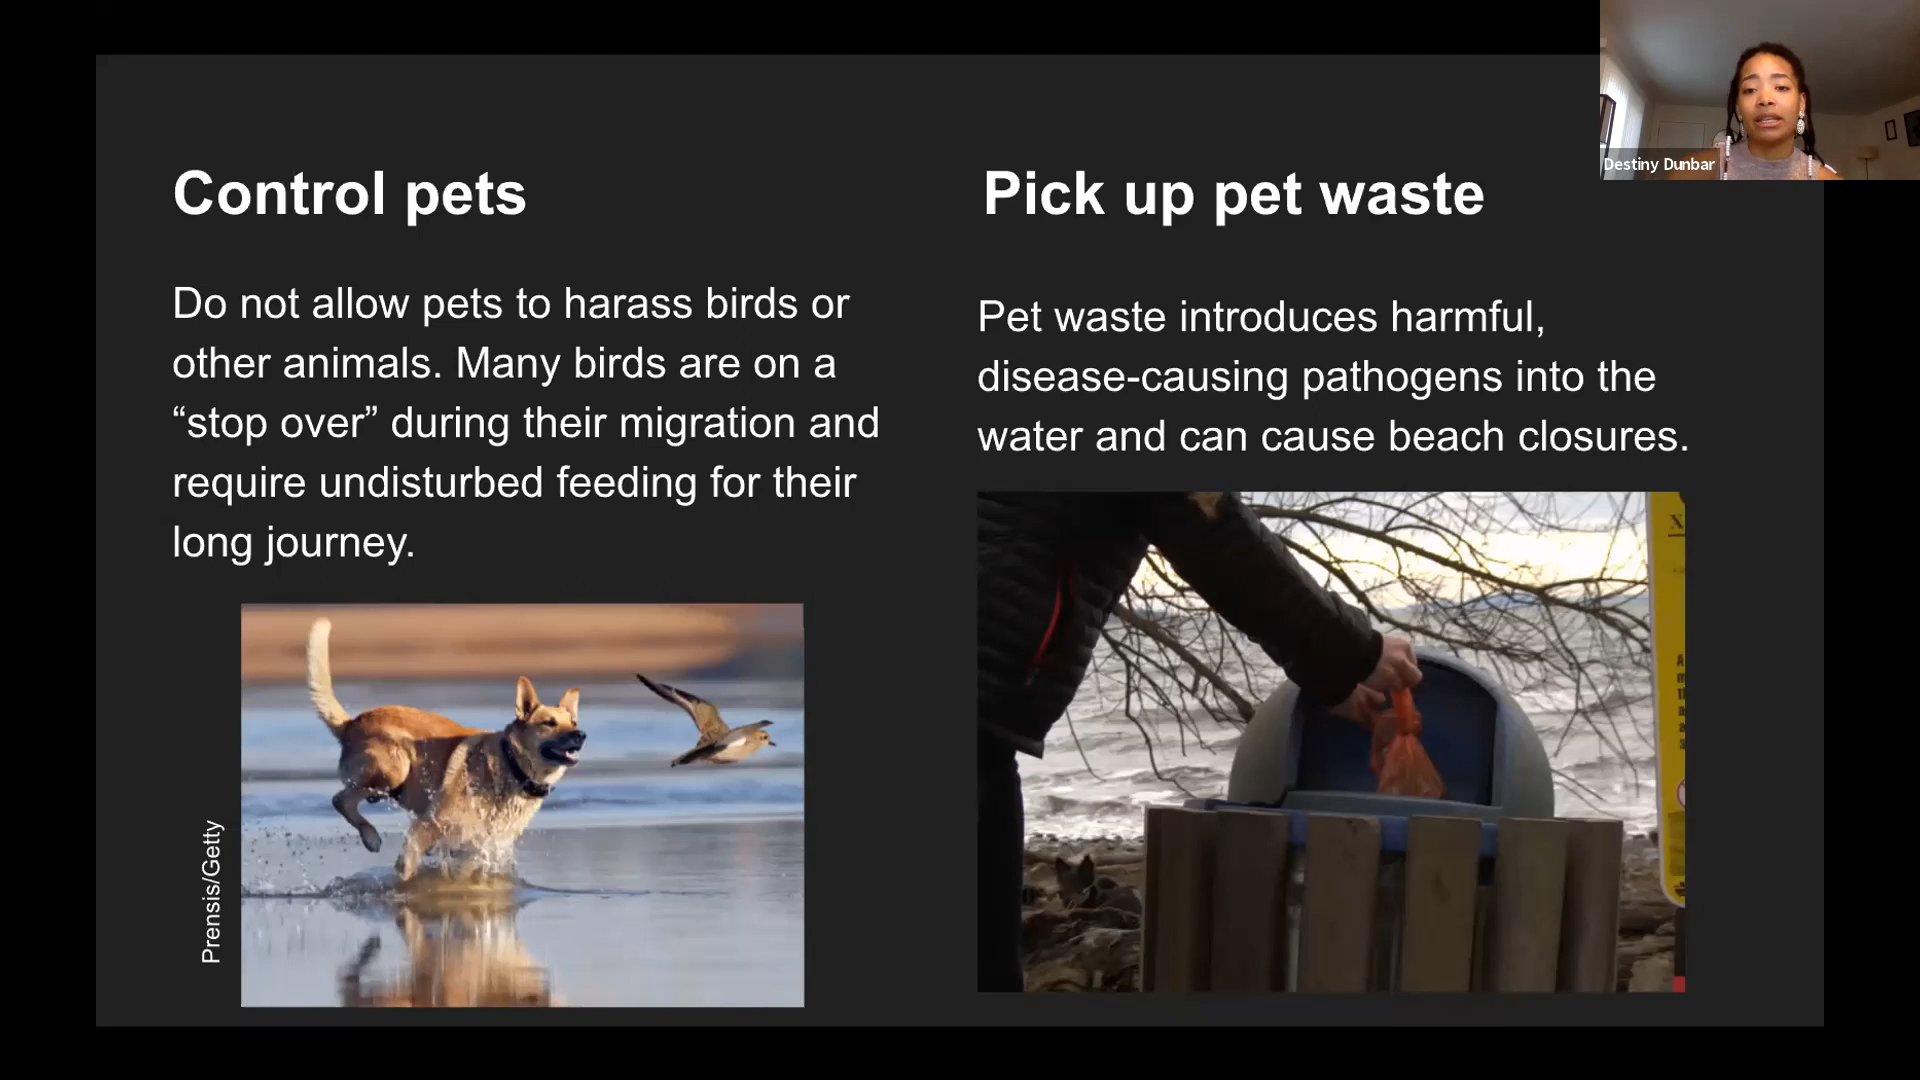 Control pets
Do not allow pets to harass birds or
other animals. Many birds are on a
“stop over” during their migration and
require undisturbed feeding for their
long journey.
Prensis/Getty
Pick up pet waste
Pet waste introduces harmful,
disease-causing pathogens into the
water and can cause beach closures.
Destiny Dunbar